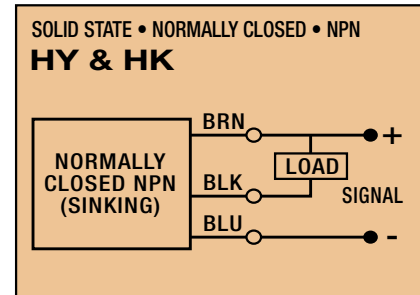 SOLID STATE • NORMALLY CLOSED • NPN
HY & HK
BRN
+
NORMALLY
CLOSED NPN
(SINKING)
LOAD
BLK
SIGNAL
BLU
-